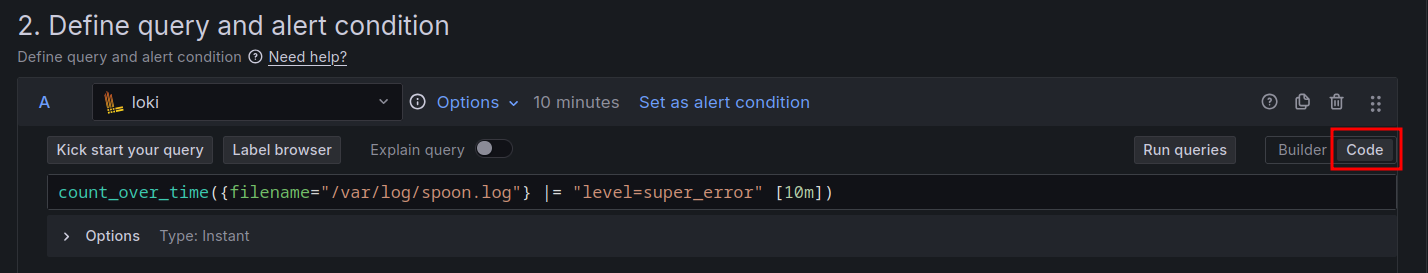 2. Define query and alert condition
Define query and alert condition Need help?
A loki Options 10 minutes Set as alert condition
Kick start your query Label browser Explain query Run queries Builder Code
count_over_time({filename="/var/log/spoon.log"} |= "level=super_error" [10m])
Options Type: Instant